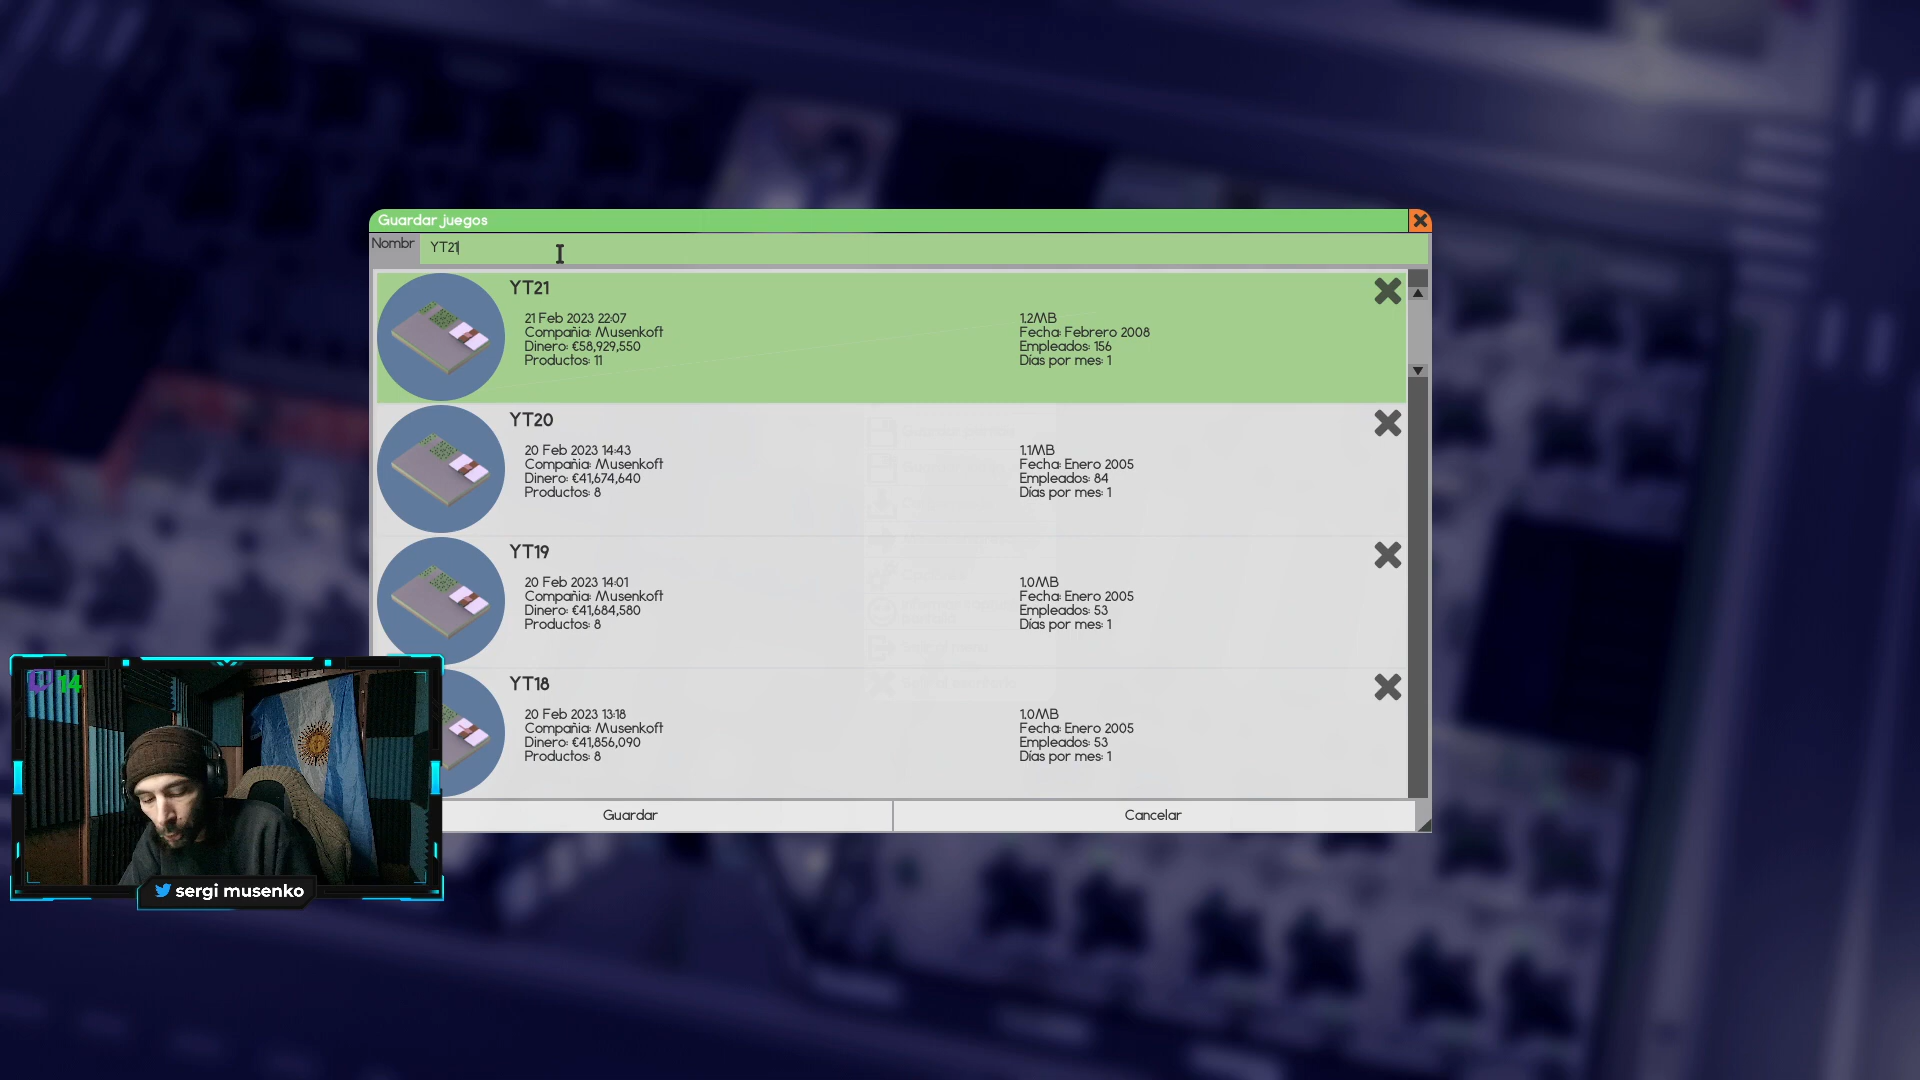 Guardar juegos
Nombr
YT21
YT21
21 Feb 2023 22:07
Compañia: Musenkoft
Dinero: €58,929,550
Productos: 11
1.2MB
Fecha: Febrero 2008
Empleados: 156
Días por mes: 1
YT20
20 Feb 2023 14:43
Compañia: Musenkoft
Dinero: €41,674,640
Productos: 8
1.1MB
Fecha: Enero 2005
Empleados: 84
Días por mes: 1
YT19
20 Feb 2023 14:01
Compañia: Musenkoft
Dinero: €41,684,580
Productos: 8
1.0MB
Fecha: Enero 2005
Empleados: 53
Días por mes: 1
YT18
20 Feb 2023 13:18
Compañia: Musenkoft
Dinero: €41,856,090
Productos: 8
1.0MB
Fecha: Enero 2005
Empleados: 53
Días por mes: 1
Guardar
Cancelar
14
sergi musenko